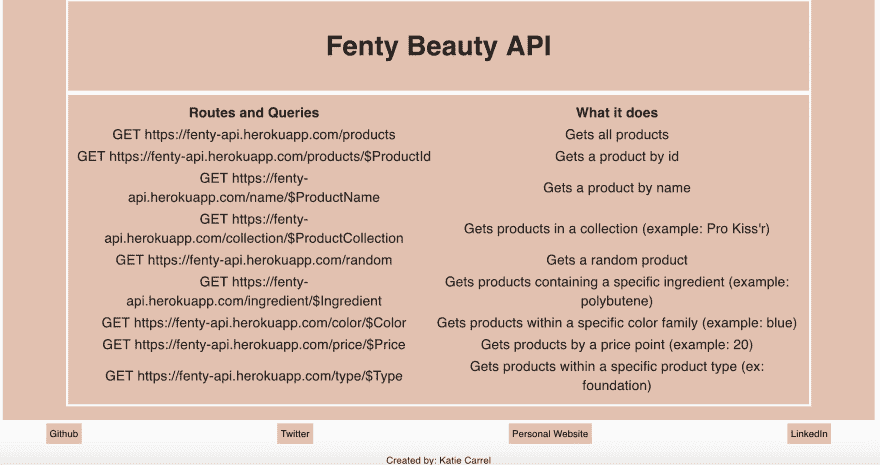 Fenty Beauty API
Routes and Queries What it does
GET https://fenty-api.herokuapp.com/products Gets all products
GET https://fenty-api.herokuapp.com/products/$ProductId Gets a product by id
GET https://fenty-
api.herokuapp.com/name/$ProductName
Gets a product by name
GET https://fenty-
api.herokuapp.com/collection/$ProductCollection
Gets products in a collection (example: Pro Kiss'r)
GET https://fenty-api.herokuapp.com/random Gets a random product
GET https://fenty-
api.herokuapp.com/ingredient/$Ingredient
Gets products containing a specific ingredient (example:
polybutene)
GET https://fenty-api.herokuapp.com/color/$Color Gets products within a specific color family (example: blue)
GET https://fenty-api.herokuapp.com/price/$Price Gets products by a price point (example: 20)
GET https://fenty-api.herokuapp.com/type/$Type
Gets products within a specific product type (ex:
foundation)
Github Twitter Personal Website LinkedIn
Created by: Katie Carrel